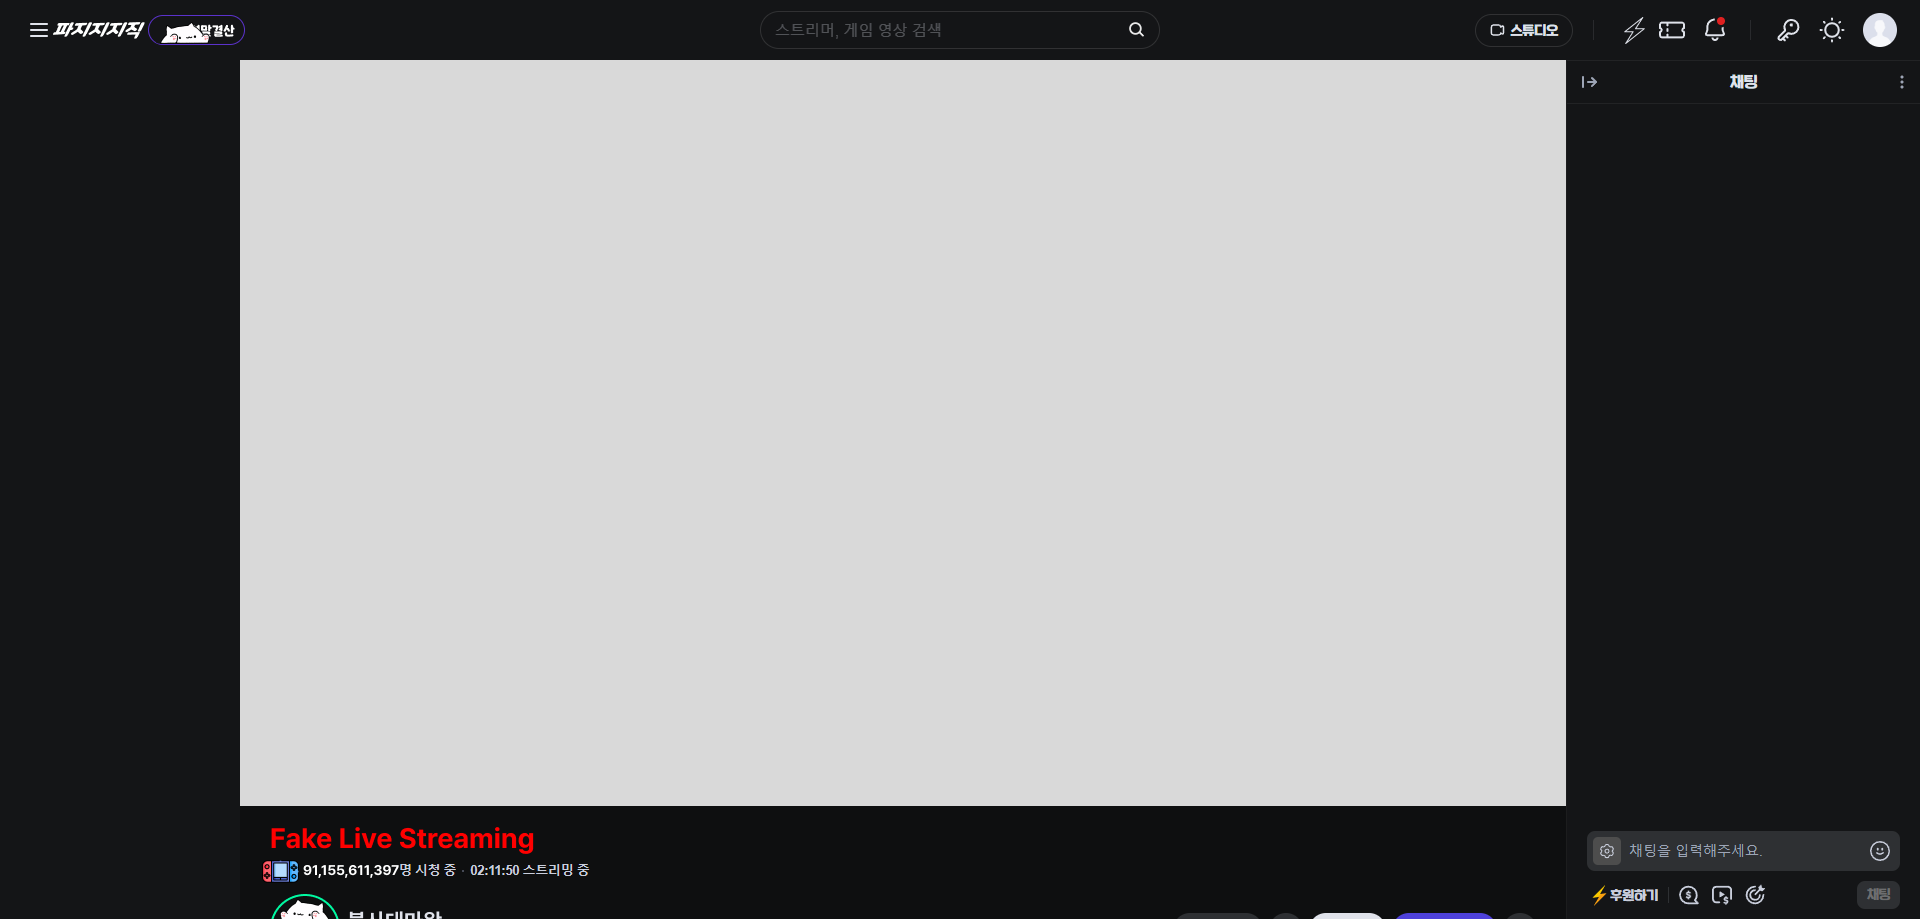 파지지지직
망결산
스트리머, 게임 영상 검색
스튜디오
채팅
Fake Live Streaming
91,155,611,397명 시청 중 · 02:11:50 스트리밍 중
채팅을 입력해주세요.
후원하기
채팅